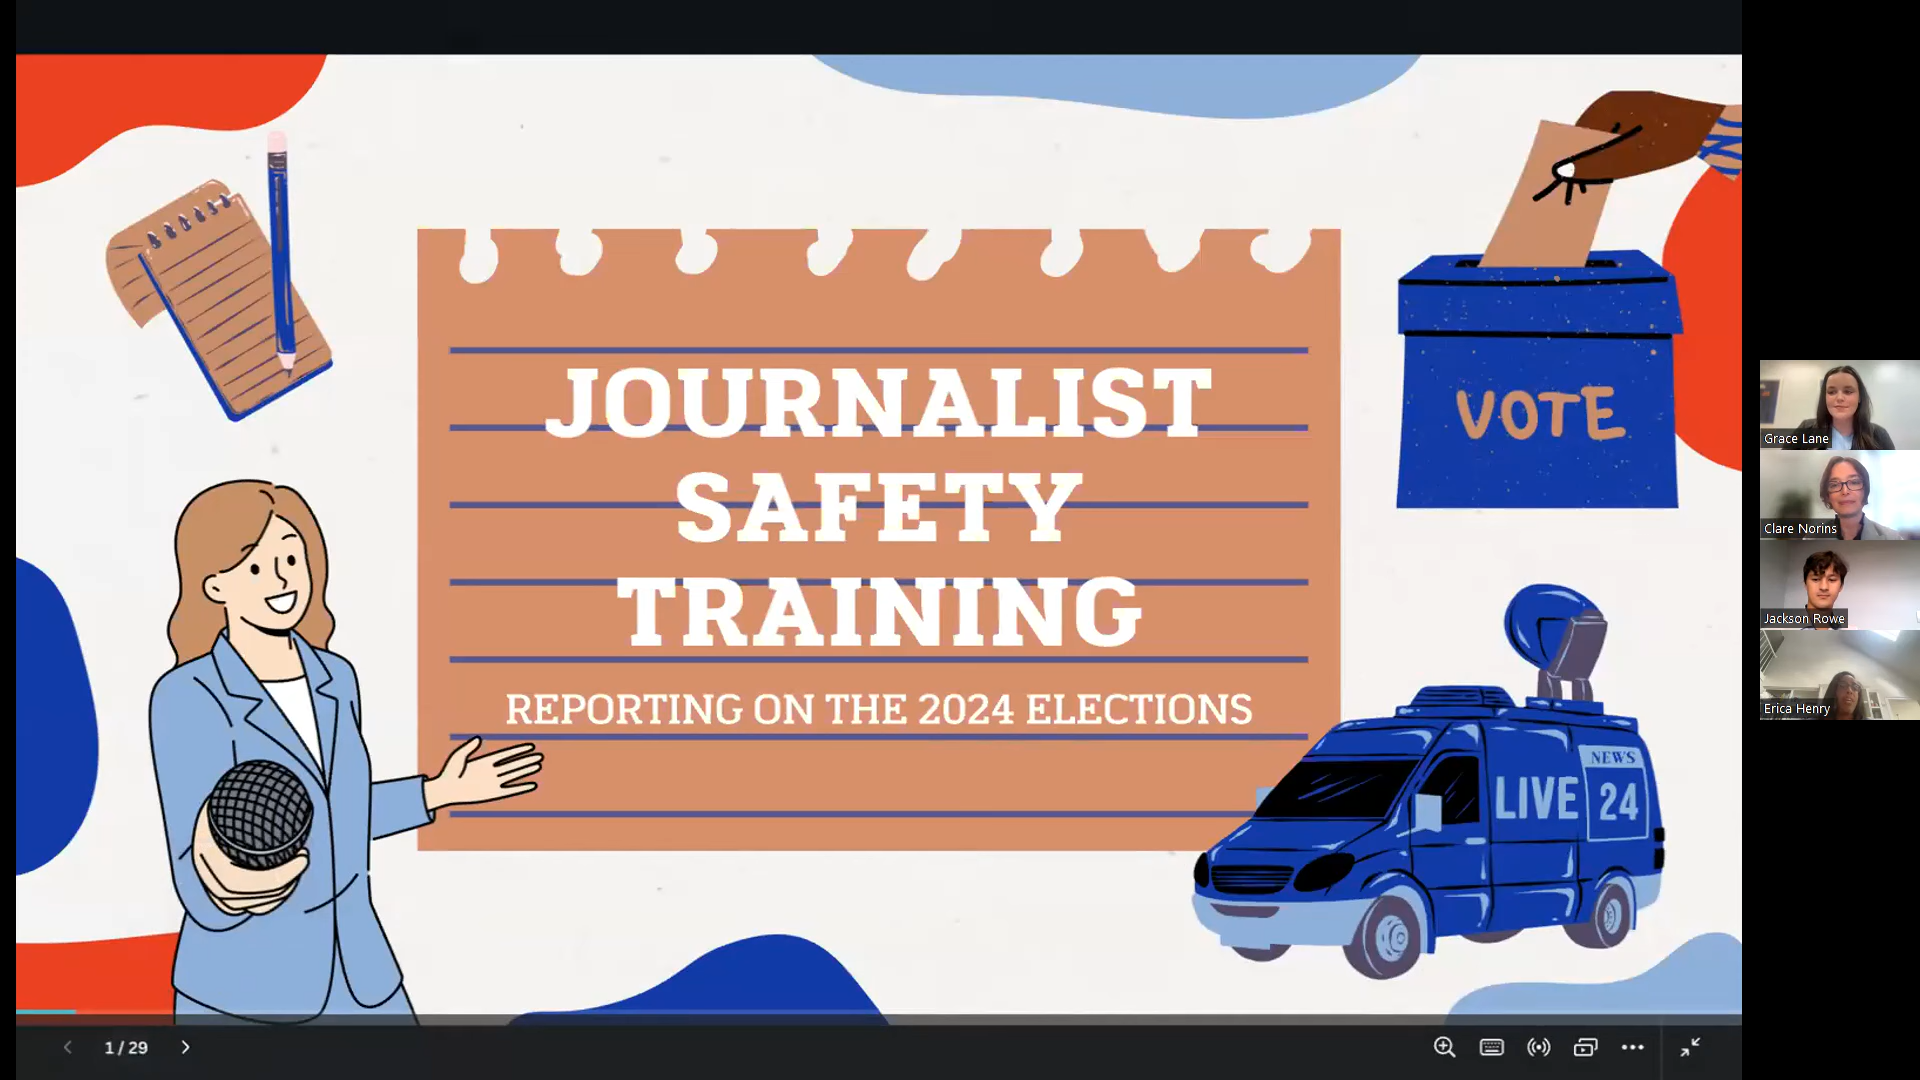 JOURNALIST
SAFETY
TRAINING
REPORTING ON THE 2024 ELECTIONS
VOTE
NEWS
LIVE 24
Grace Lane
Clare Norins
Jackson Rowe
Erica Henry
1 / 29